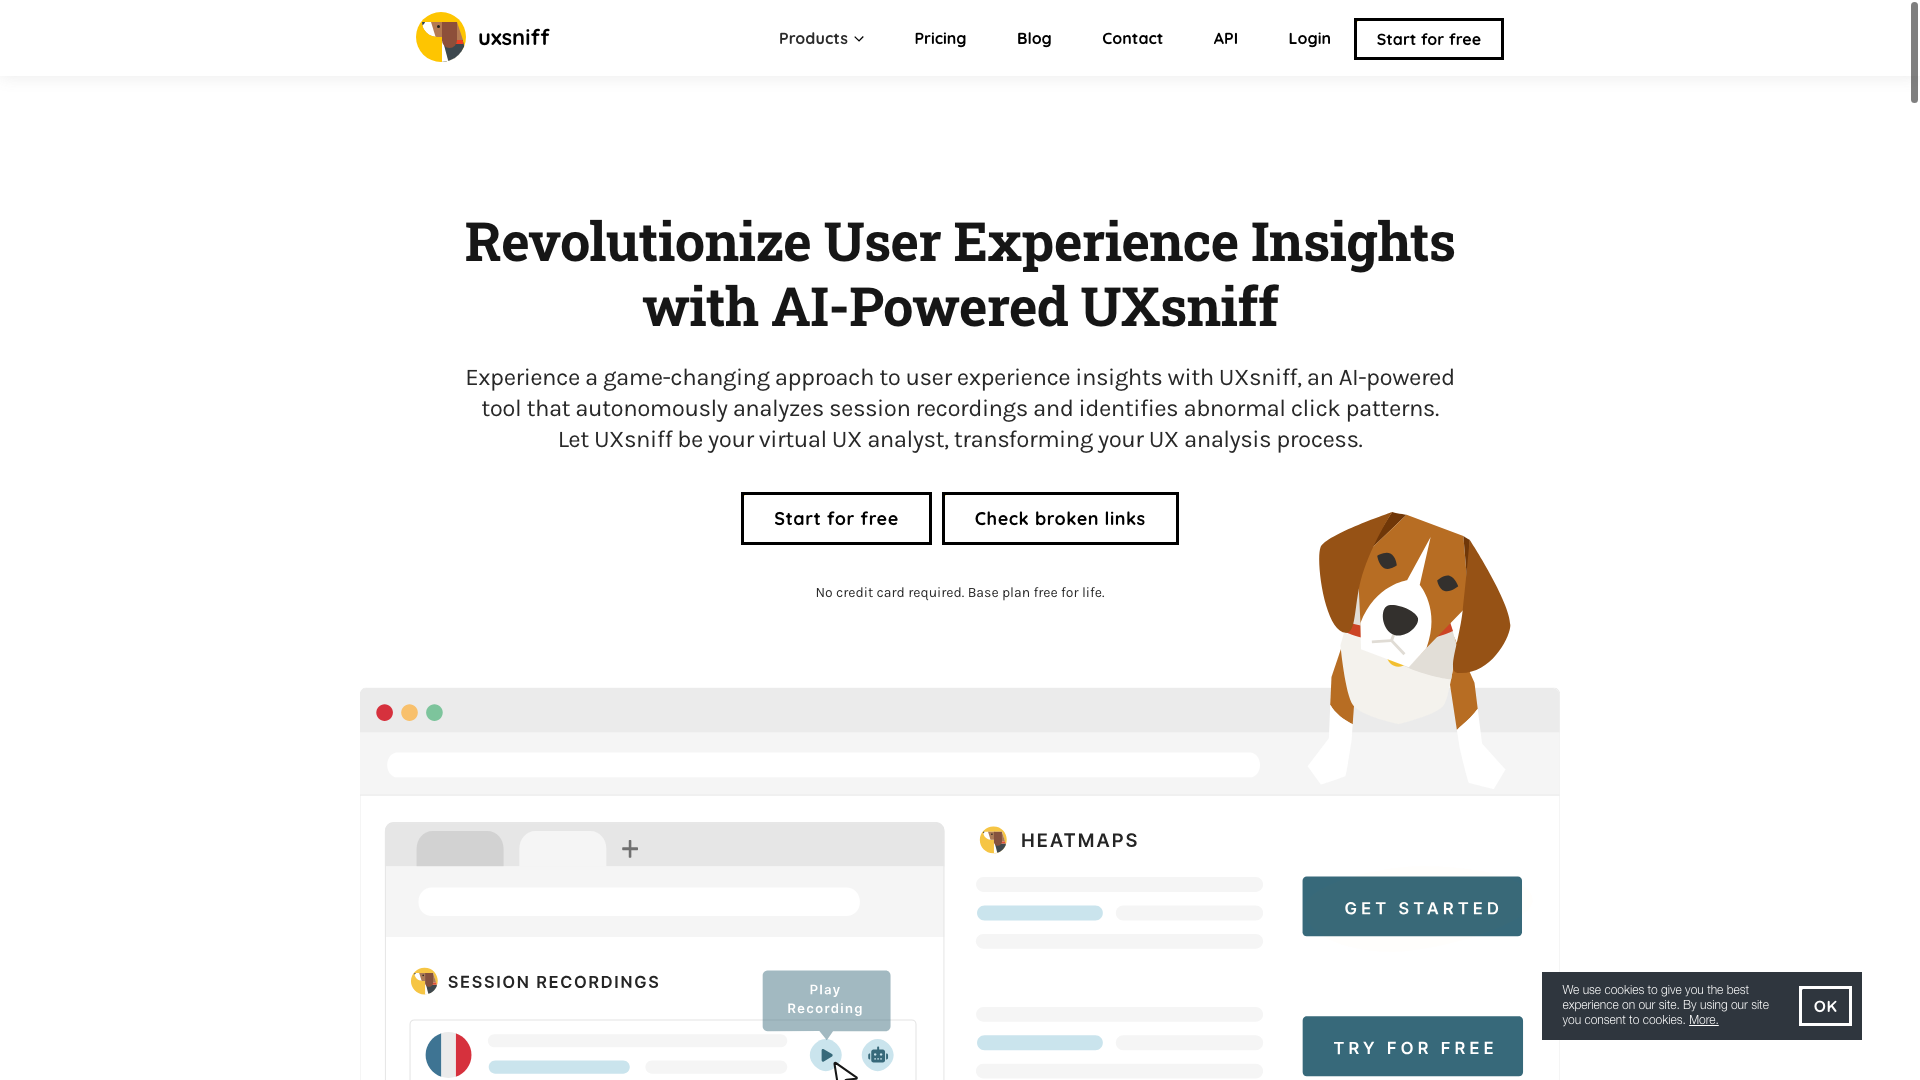 uxsniff
Products
Pricing
Blog
Contact
API
Login
Start for free
Revolutionize User Experience Insights
with AI-Powered UXsniff
Experience a game-changing approach to user experience insights with UXsniff, an AI-powered
tool that autonomously analyzes session recordings and identifies abnormal click patterns.
Let UXsniff be your virtual UX analyst, transforming your UX analysis process.
Start for free
Check broken links
No credit card required. Base plan free for life.
HEATMAPS
GET STARTED
SESSION RECORDINGS
Play
Recording
TRY FOR FREE
We use cookies to give you the best
experience on our site. By using our site
you consent to cookies. More.
OK